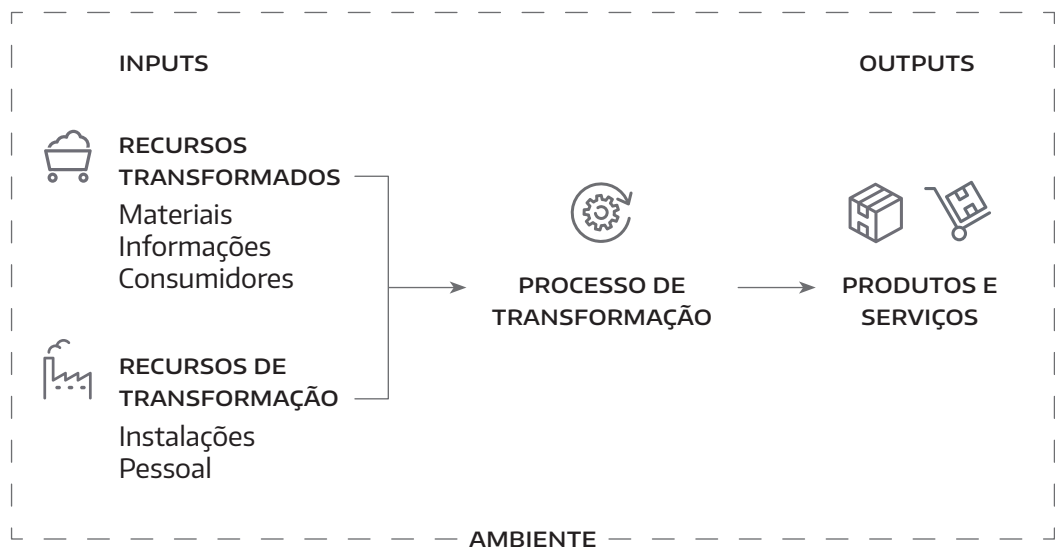 INPUTS
OUTPUTS
RECURSOS
TRANSFORMADOS
Materiais
Informações
Consumidores
RECURSOS DE
TRANSFORMAÇÃO
Instalações
Pessoal
PROCESSO DE
TRANSFORMAÇÃO
PRODUTOS E
SERVIÇOS
AMBIENTE